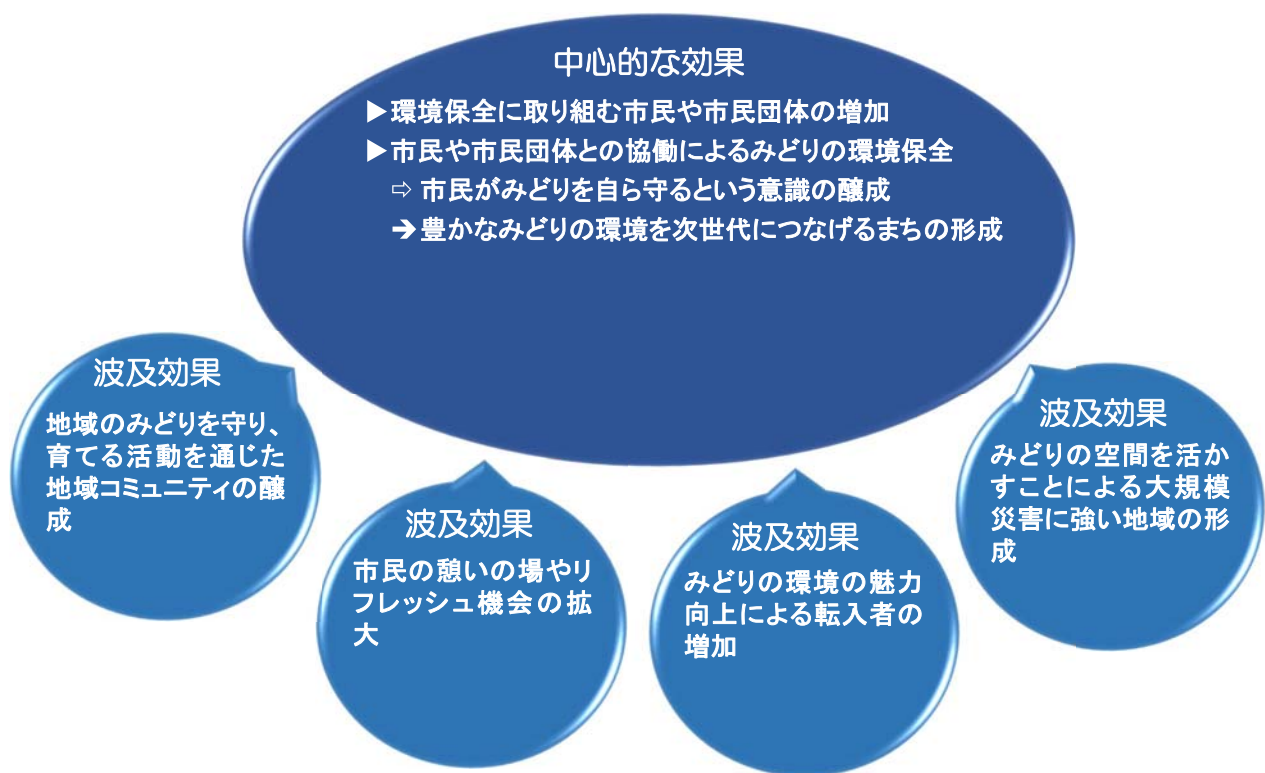 中心的な効果
▶環境保全に取り組む市民や市民団体の増加
▶市民や市民団体との協働によるみどりの環境保全
⇨ 市民がみどりを自ら守るという意識の醸成
➔豊かなみどりの環境を次世代につなげるまちの形成
波及効果
地域のみどりを守り、
育てる活動を通じた
地域コミュニティの醸
成
波及効果
市民の憩いの場やリ
フレッシュ機会の拡
大
波及効果
みどりの環境の魅力
向上による転入者の
増加
波及効果
みどりの空間を活か
すことによる大規模
災害に強い地域の形
成